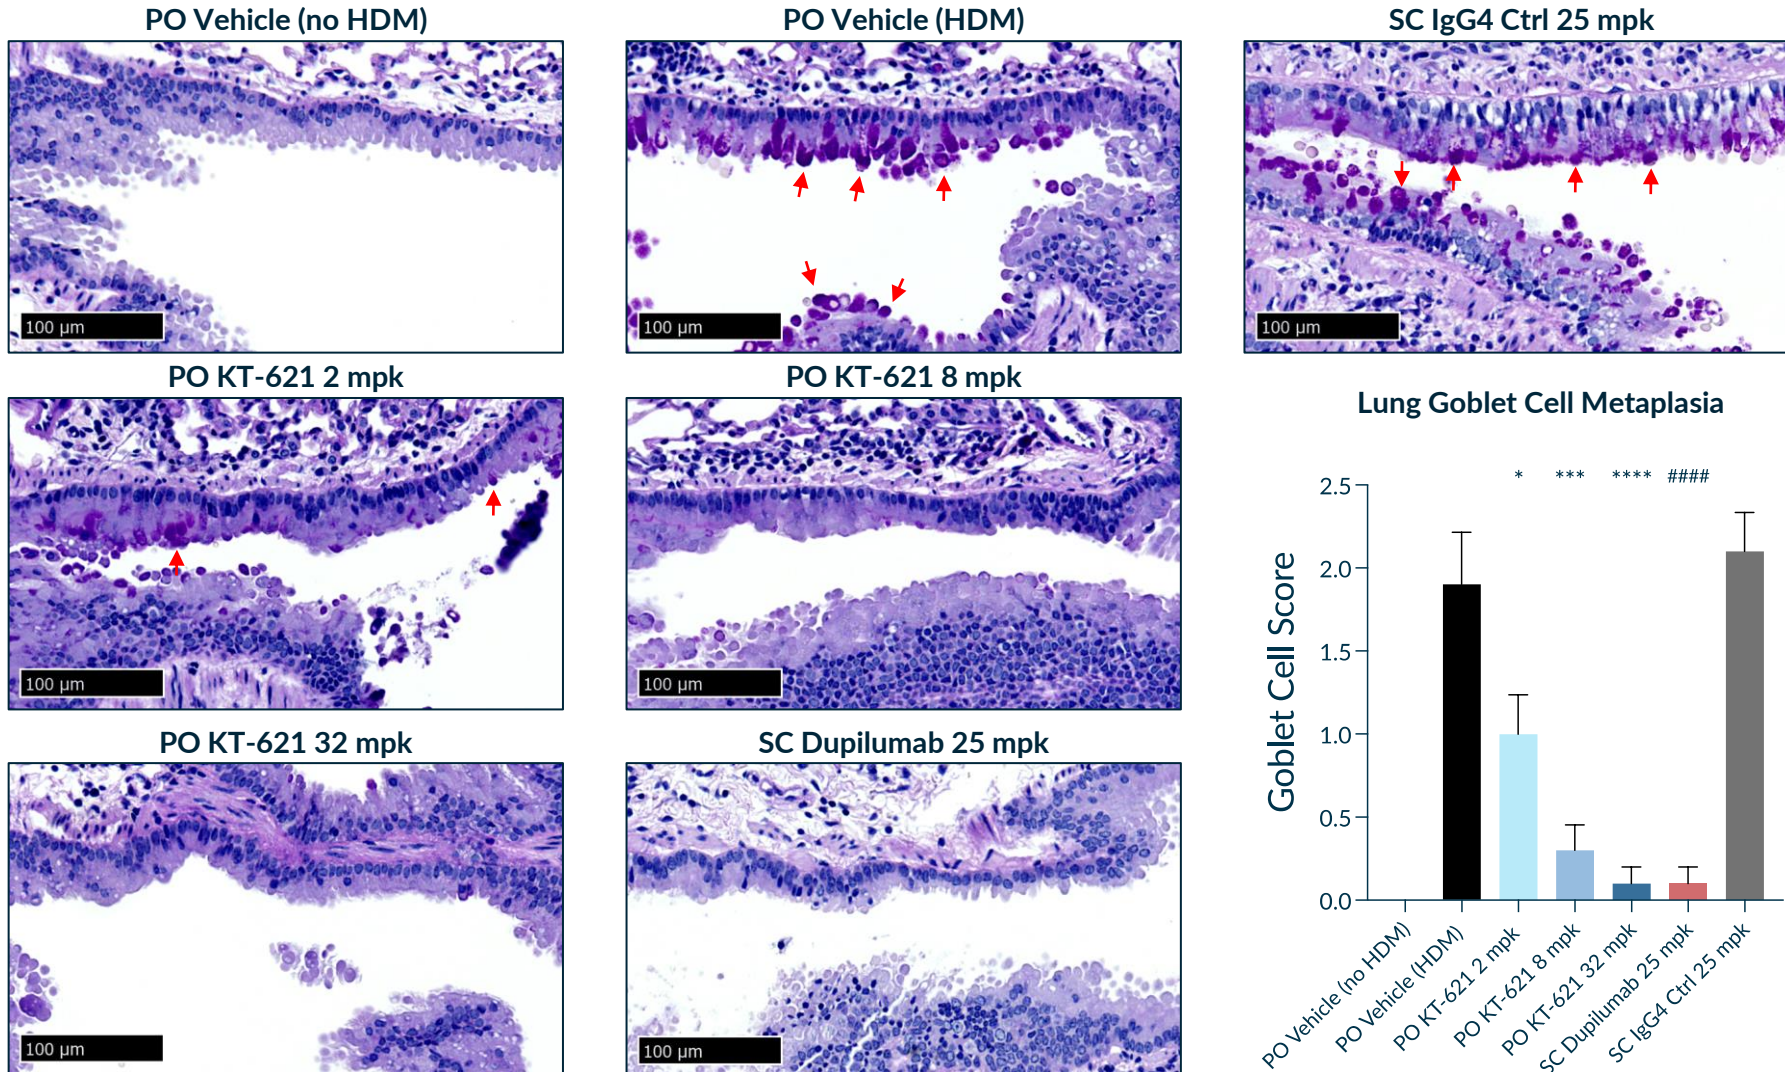 PO Vehicle (no HDM)
PO Vehicle (HDM)
SC IgG4 Ctrl 25 mpk
100 µm
100 µm
100 µm
PO KT-621 2 mpk
PO KT-621 8 mpk
100 µm
100 µm
PO KT-621 32 mpk
SC Dupilumab 25 mpk
100 µm
100 µm
Lung Goblet Cell Metaplasia
* *** **** ####
Goblet Cell Score
2.5
2.0
1.5
1.0
0.5
0.0
PO Vehicle (no HDM)
PO Vehicle (HDM)
PO KT-621 2 mpk
PO KT-621 8 mpk
PO KT-621 32 mpk
SC Dupilumab 25 mpk
SC IgG4 Ctrl 25 mpk